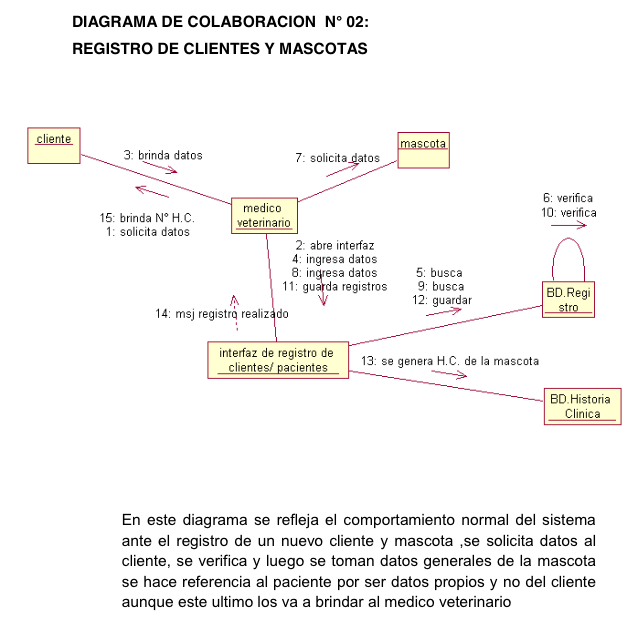 DIAGRAMA DE COLABORACION  N° 02:
REGISTRO DE CLIENTES Y MASCOTAS
cliente
mascota
3: brinda datos
7: solicita datos
15: brinda N° H.C.
1: solicita datos
medico
veterinario
6: verifica
10: verifica
2: abre interfaz
4: ingresa datos
8: ingresa datos
11: guarda registros
5: busca
9: busca
12: guardar
BD.Regi
stro
14: msj registro realizado
interfaz de registro de
clientes/ pacientes
13: se genera H.C. de la mascota
BD.Historia
Clinica
En este diagrama se refleja el comportamiento normal del sistema
ante el registro de un nuevo cliente y mascota ,se solicita datos al
cliente, se verifica y luego se toman datos generales de la mascota
se hace referencia al paciente por ser datos propios y no del cliente
aunque este ultimo los va a brindar al medico veterinario